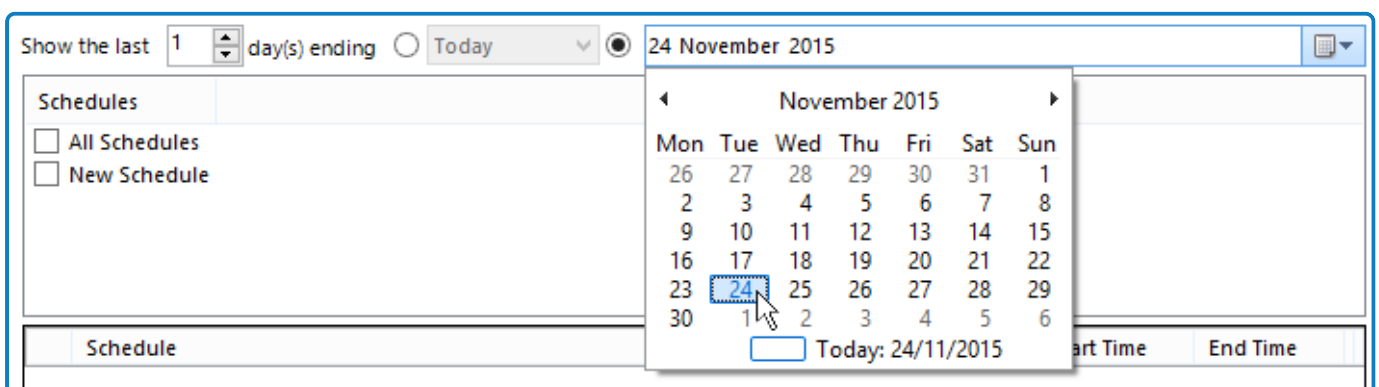 Show the last 1 day(s) ending Today 24 November 2015
Schedules
All Schedules
New Schedule
November 2015
Mon Tue Wed Thu Fri Sat Sun
26 27 28 29 30 31 1
2 3 4 5 6 7 8
9 10 11 12 13 14 15
16 17 18 19 20 21 22
23 24 25 26 27 28 29
30 1 2 3 4 5 6
Today: 24/11/2015
Schedule art Time End Time